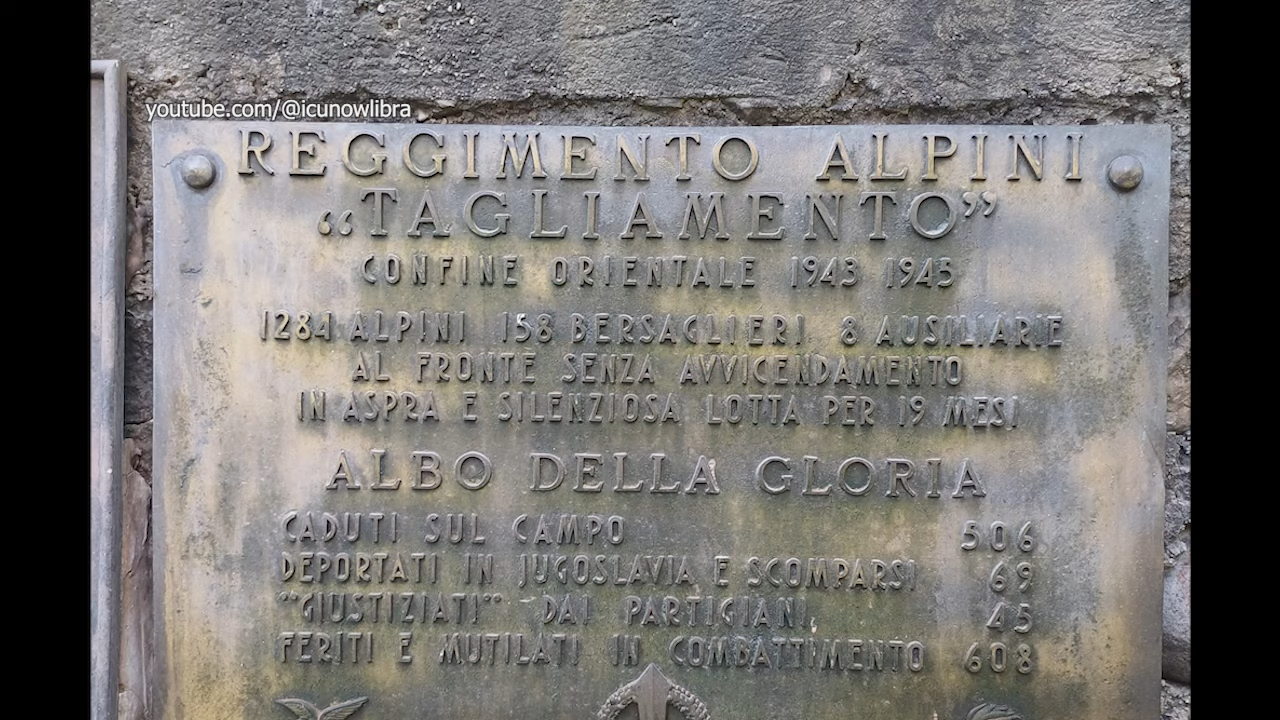 youtube.com/@icunowlibra
REGGIMENTO ALPINI
“TAGLIAMENTO”
CONFINE ORIENTALE 1943 1945
1284 ALPINI 158 BERSAGLIERI 8 AUSILIARIE
AL FRONTE SENZA AVVICENDAMENTO
IN ASPRA E SILENZIOSA LOTTA PER 19 MESI
ALBO DELLA GLORIA
CADUTI SUL CAMPO 506
DEPORTATI IN JUGOSLAVIA E SCOMPARSI 69
"GIUSTIZIATI" DAI PARTIGIANI 45
FERITI E MUTILATI IN COMBATTIMENTO 608